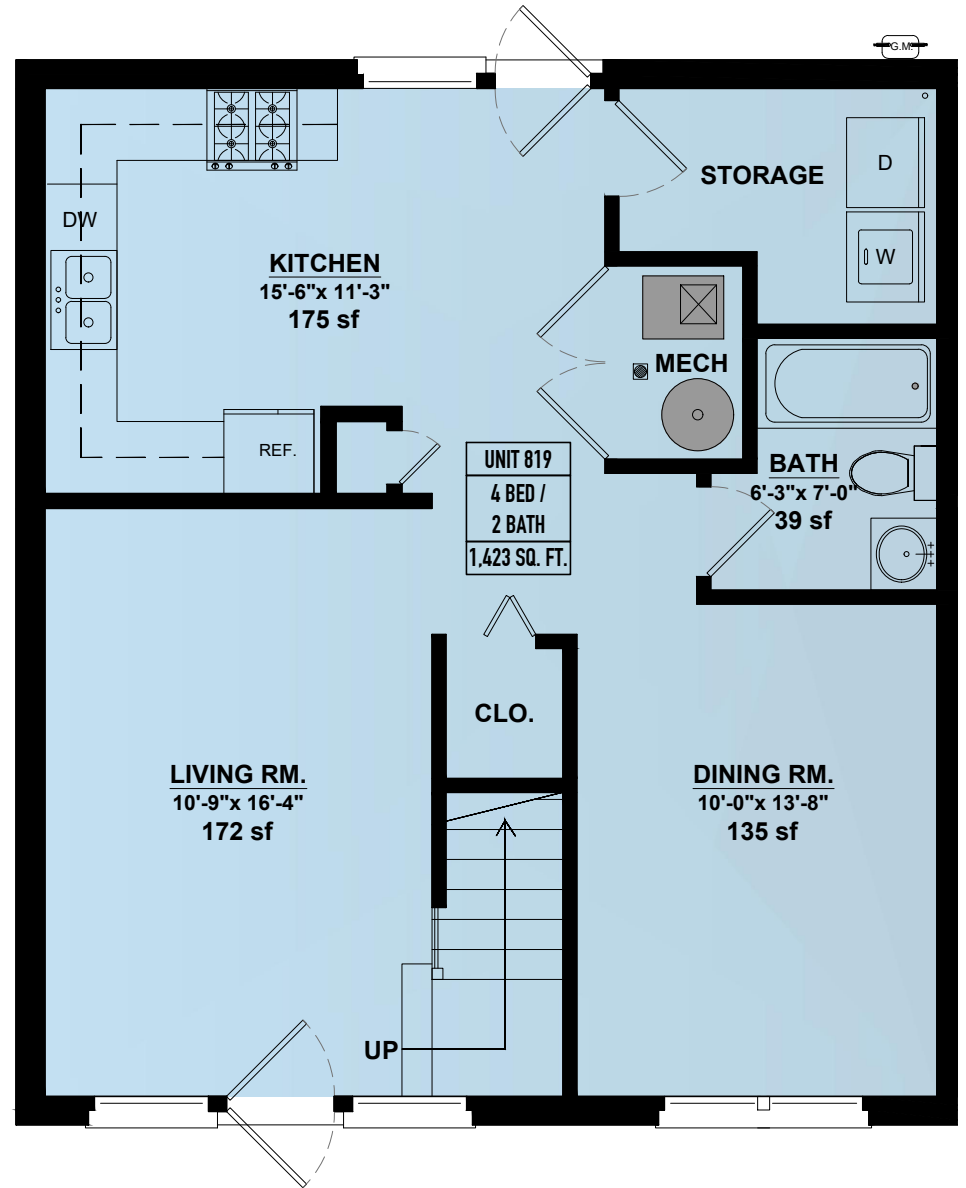 G.M.
STORAGE
D
W
DW
KITCHEN
15'-6"x 11'-3"
175 sf
MECH
REF.
UNIT 819
4 BED /
2 BATH
1,423 SQ. FT.
BATH
6'-3"x 7'-0"
39 sf
CLO.
LIVING RM.
10'-9"x 16'-4"
172 sf
DINING RM.
10'-0"x 13'-8"
135 sf
UP